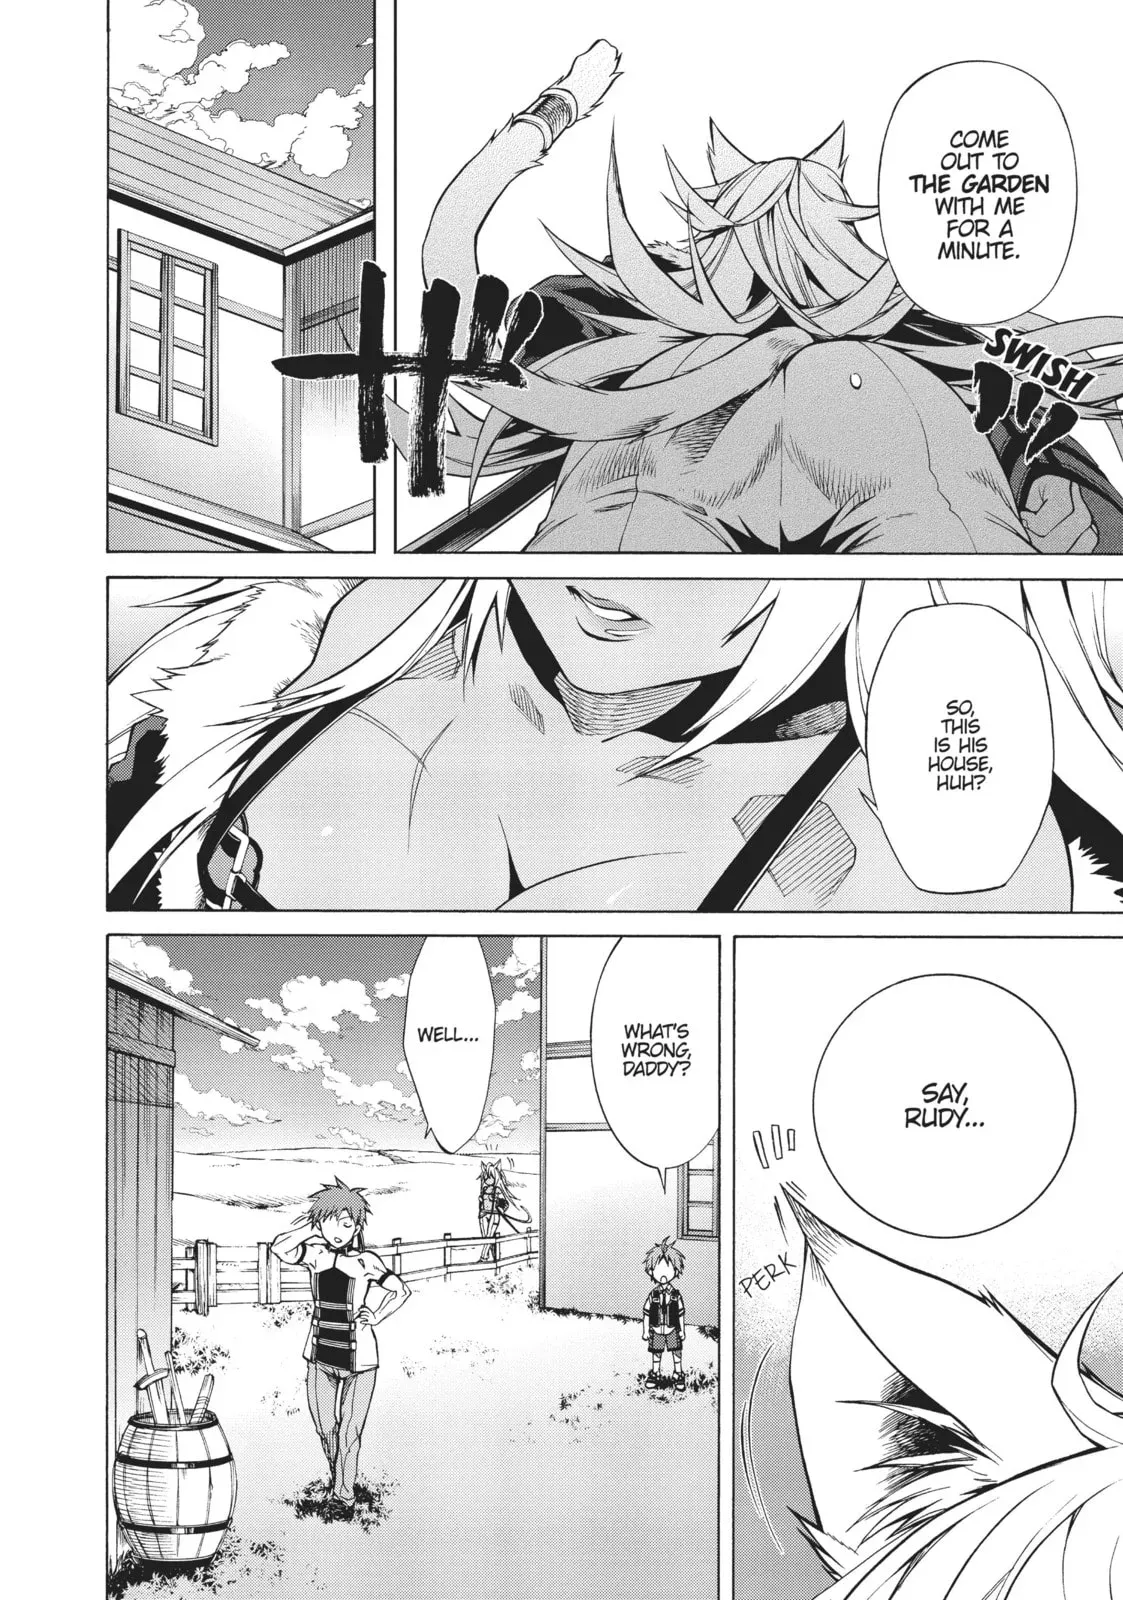 COME
OUT TO
THE GARDEN
WITH ME
FOR A
MINUTE.
SWISH
ザ
SO,
THIS
IS HIS
HOUSE,
HUH?
SAY,
RUDY...
PERK
WHAT'S
WRONG,
DADDY?
WELL...